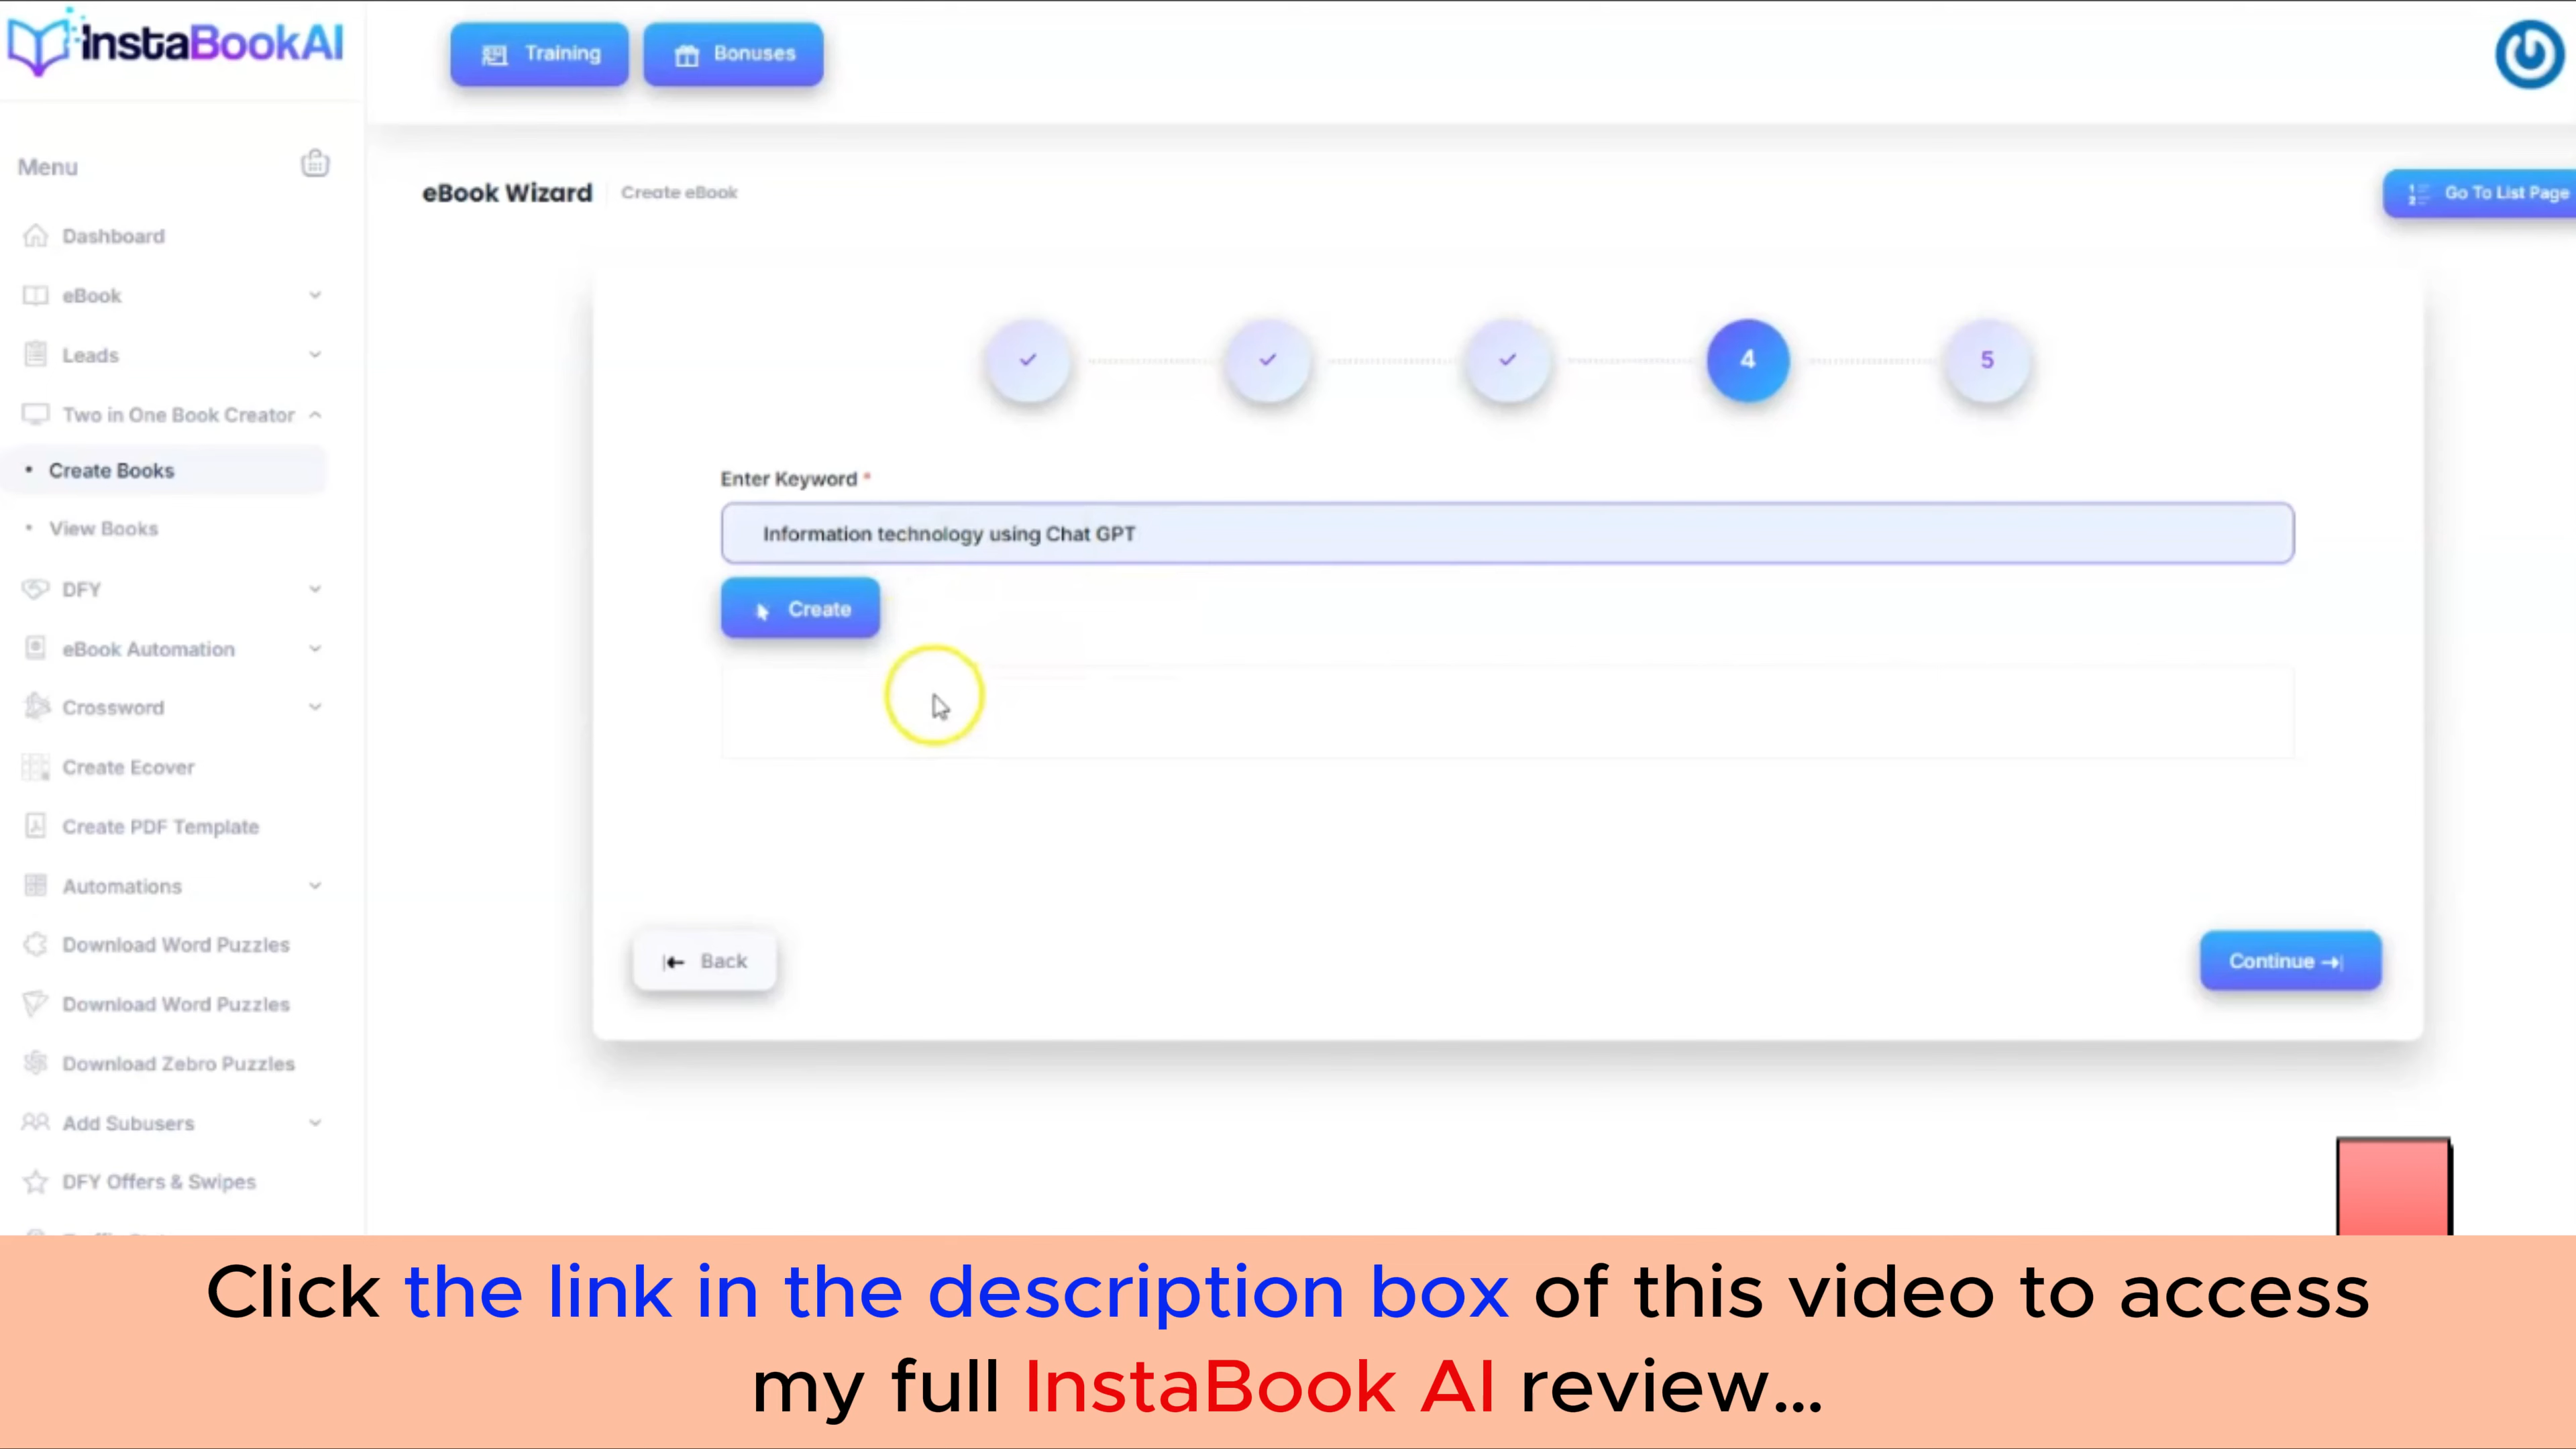 InstaBookAI
Training
Bonuses
Menu
Dashboard
eBook
Leads
Two in One Book Creator
Create Books
View Books
DFY
eBook Automation
Crossword
Create Ecover
Create PDF Template
Automations
Download Word Puzzles
Download Word Puzzles
Download Zebro Puzzles
Add Subusers
DFY Offers & Swipes
eBook Wizard
Create eBook
Go To List Page
4
5
Enter Keyword *
Information technology using Chat GPT
Create
Back
Continue
Click the link in the description box of this video to access
my full InstaBook AI review...